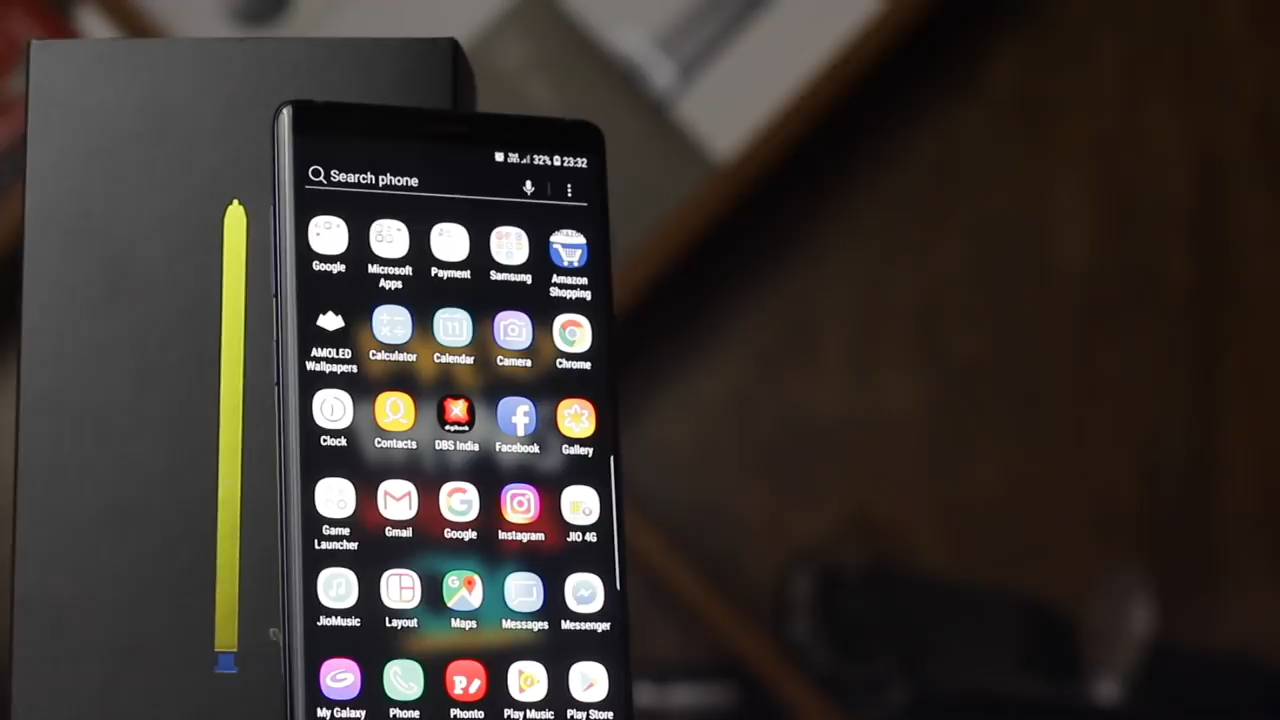 32% 23:32
Search phone
Google
Microsoft
Apps
Payment
Samsung
Amazon
Shopping
AMOLED
Wallpapers
Calculator
11
Calendar
Camera
Chrome
Clock
Contacts
digibank
DBS India
Facebook
Gallery
Game
Launcher
Gmail
Google
Instagram
JIO 4G
JioMusic
Layout
Maps
Messages
Messenger
My Galaxy
Phone
Phonto
Play Music
Play Store